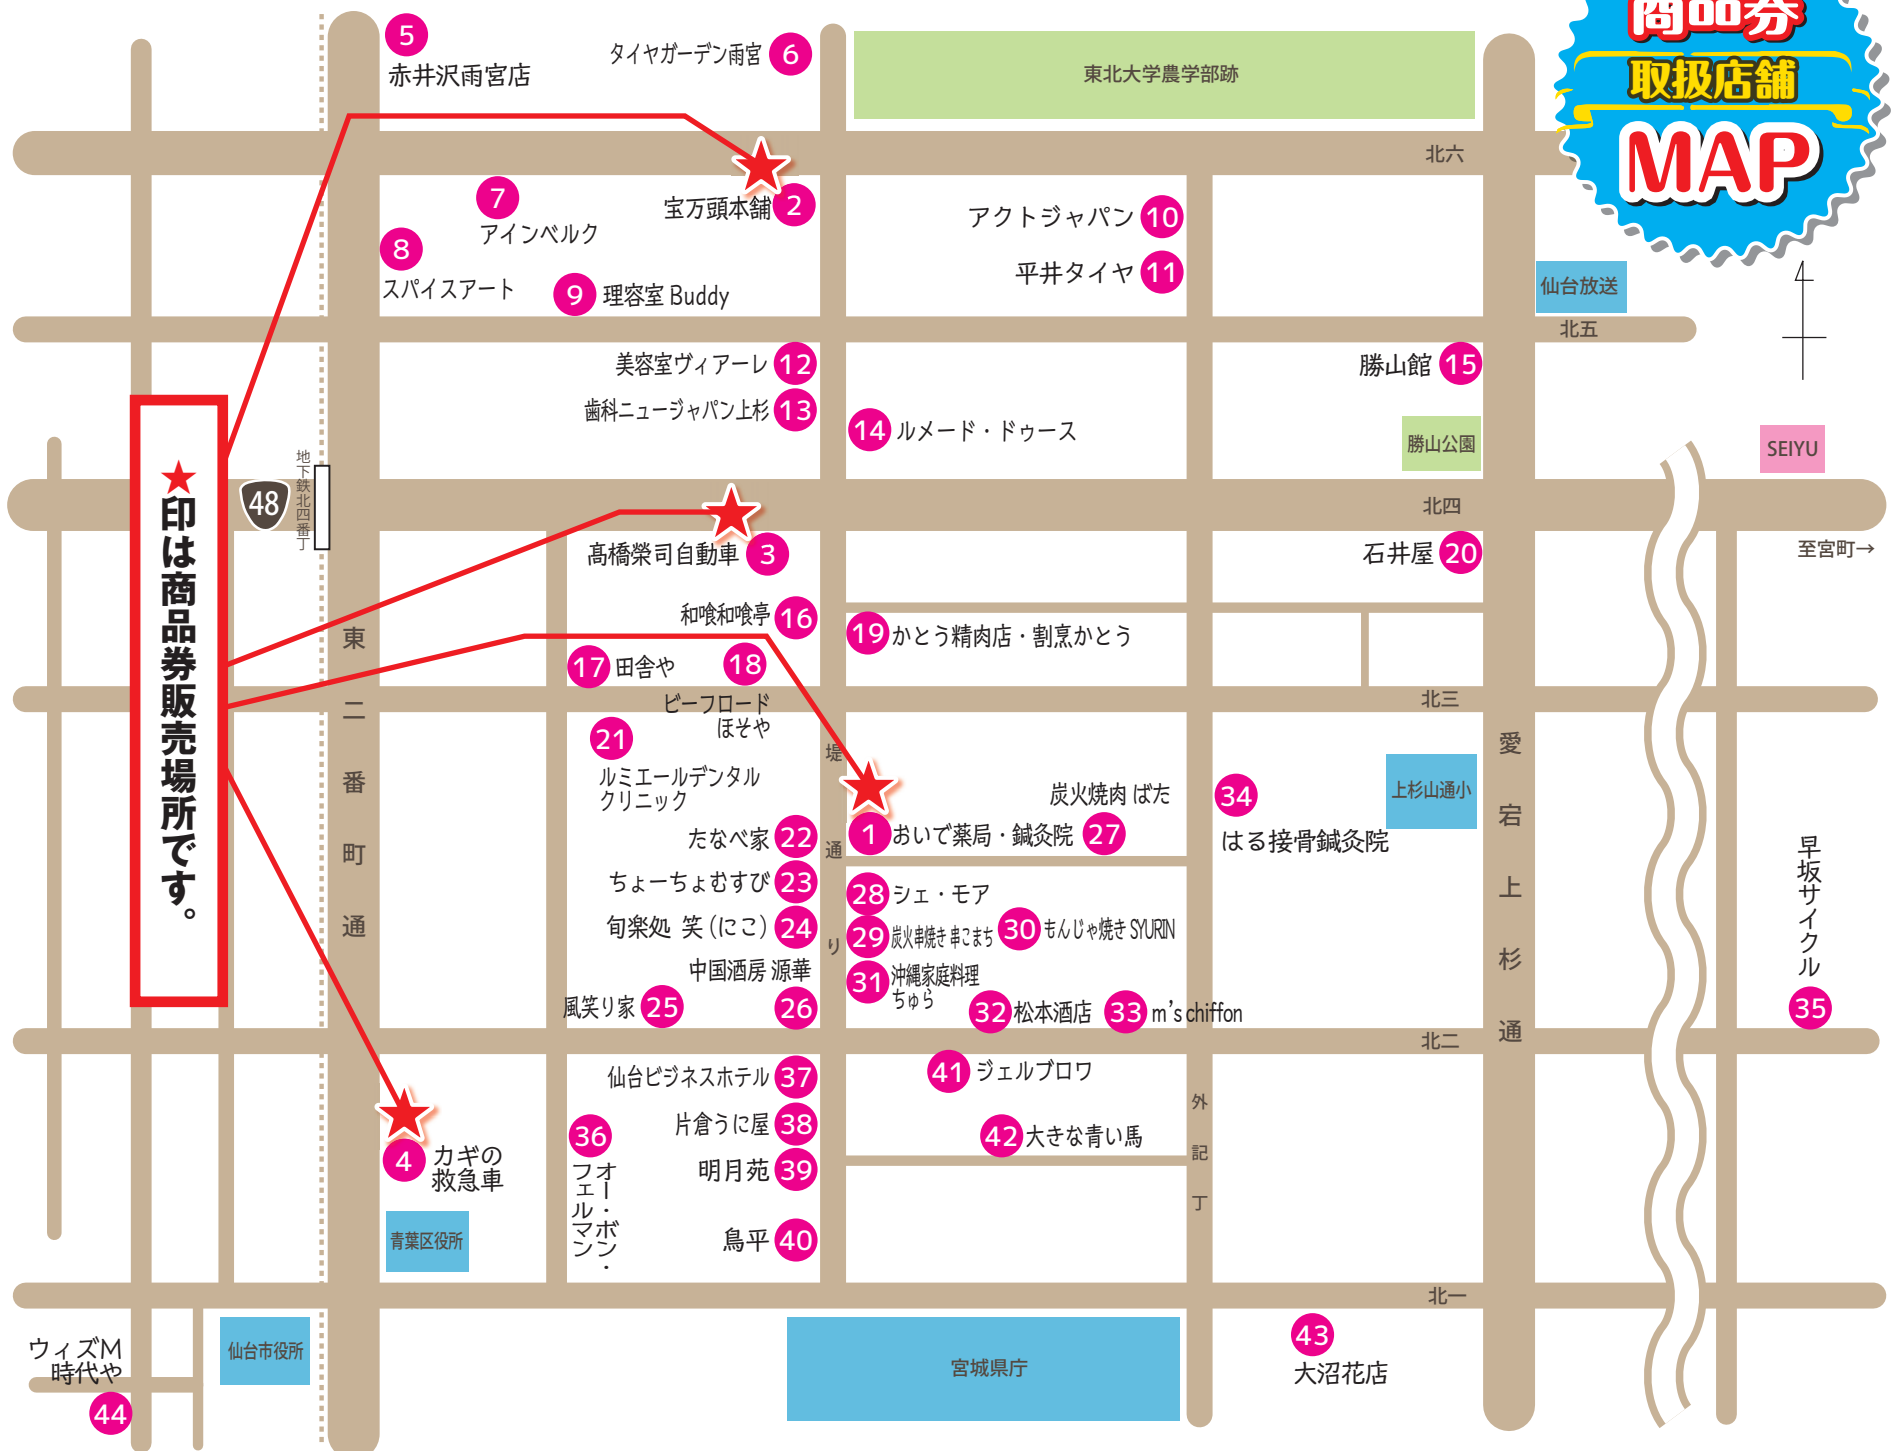 商品券
取扱店舗
MAP
5
赤井沢雨宮店
タイヤガーデン雨宮 6
東北大学農学部跡
北六
7
アインベルク
宝万頭本舗 2
8
スパイスアート
9 理容室 Buddy
アクトジャパン 10
平井タイヤ 11
仙台放送
北五
美容室ヴィアーレ 12
歯科ニュージャパン上杉 13
14 ルメード・ドゥース
勝山館 15
勝山公園
SEIYU
★印は商品券販売場所です。
48
地下鉄北四番丁
北四
至宮町→
髙橋榮司自動車 3
石井屋 20
和喰和喰亭 16
17 田舎や
18
ビーフロード
ほそや
19 かとう精肉店・割烹かとう
北三
東二番町通
堤通り
愛宕上杉通
21
ルミエールデンタル
クリニック
炭火焼肉 ばた
1 おいで薬局・鍼灸院 27
34
はる接骨鍼灸院
上杉山通小
たなべ家 22
ちょーちょむすび 23
旬楽処 笑(にこ) 24
中国酒房 源華
26
風笑り家 25
28 シェ・モア
29 炭火串焼き 串こまち
30 もんじゃ焼き SYURIN
31 沖縄家庭料理
ちゅら
32 松本酒店
33 m's chiffon
早坂サイクル
35
北二
4 カギの
救急車
青葉区役所
36
オー・ボン・
フェルマン
仙台ビジネスホテル 37
片倉うに屋 38
明月苑 39
鳥平 40
41 ジェルブロワ
42 大きな青い馬
外記丁
北一
ウィズM
時代や
44
仙台市役所
宮城県庁
43
大沼花店